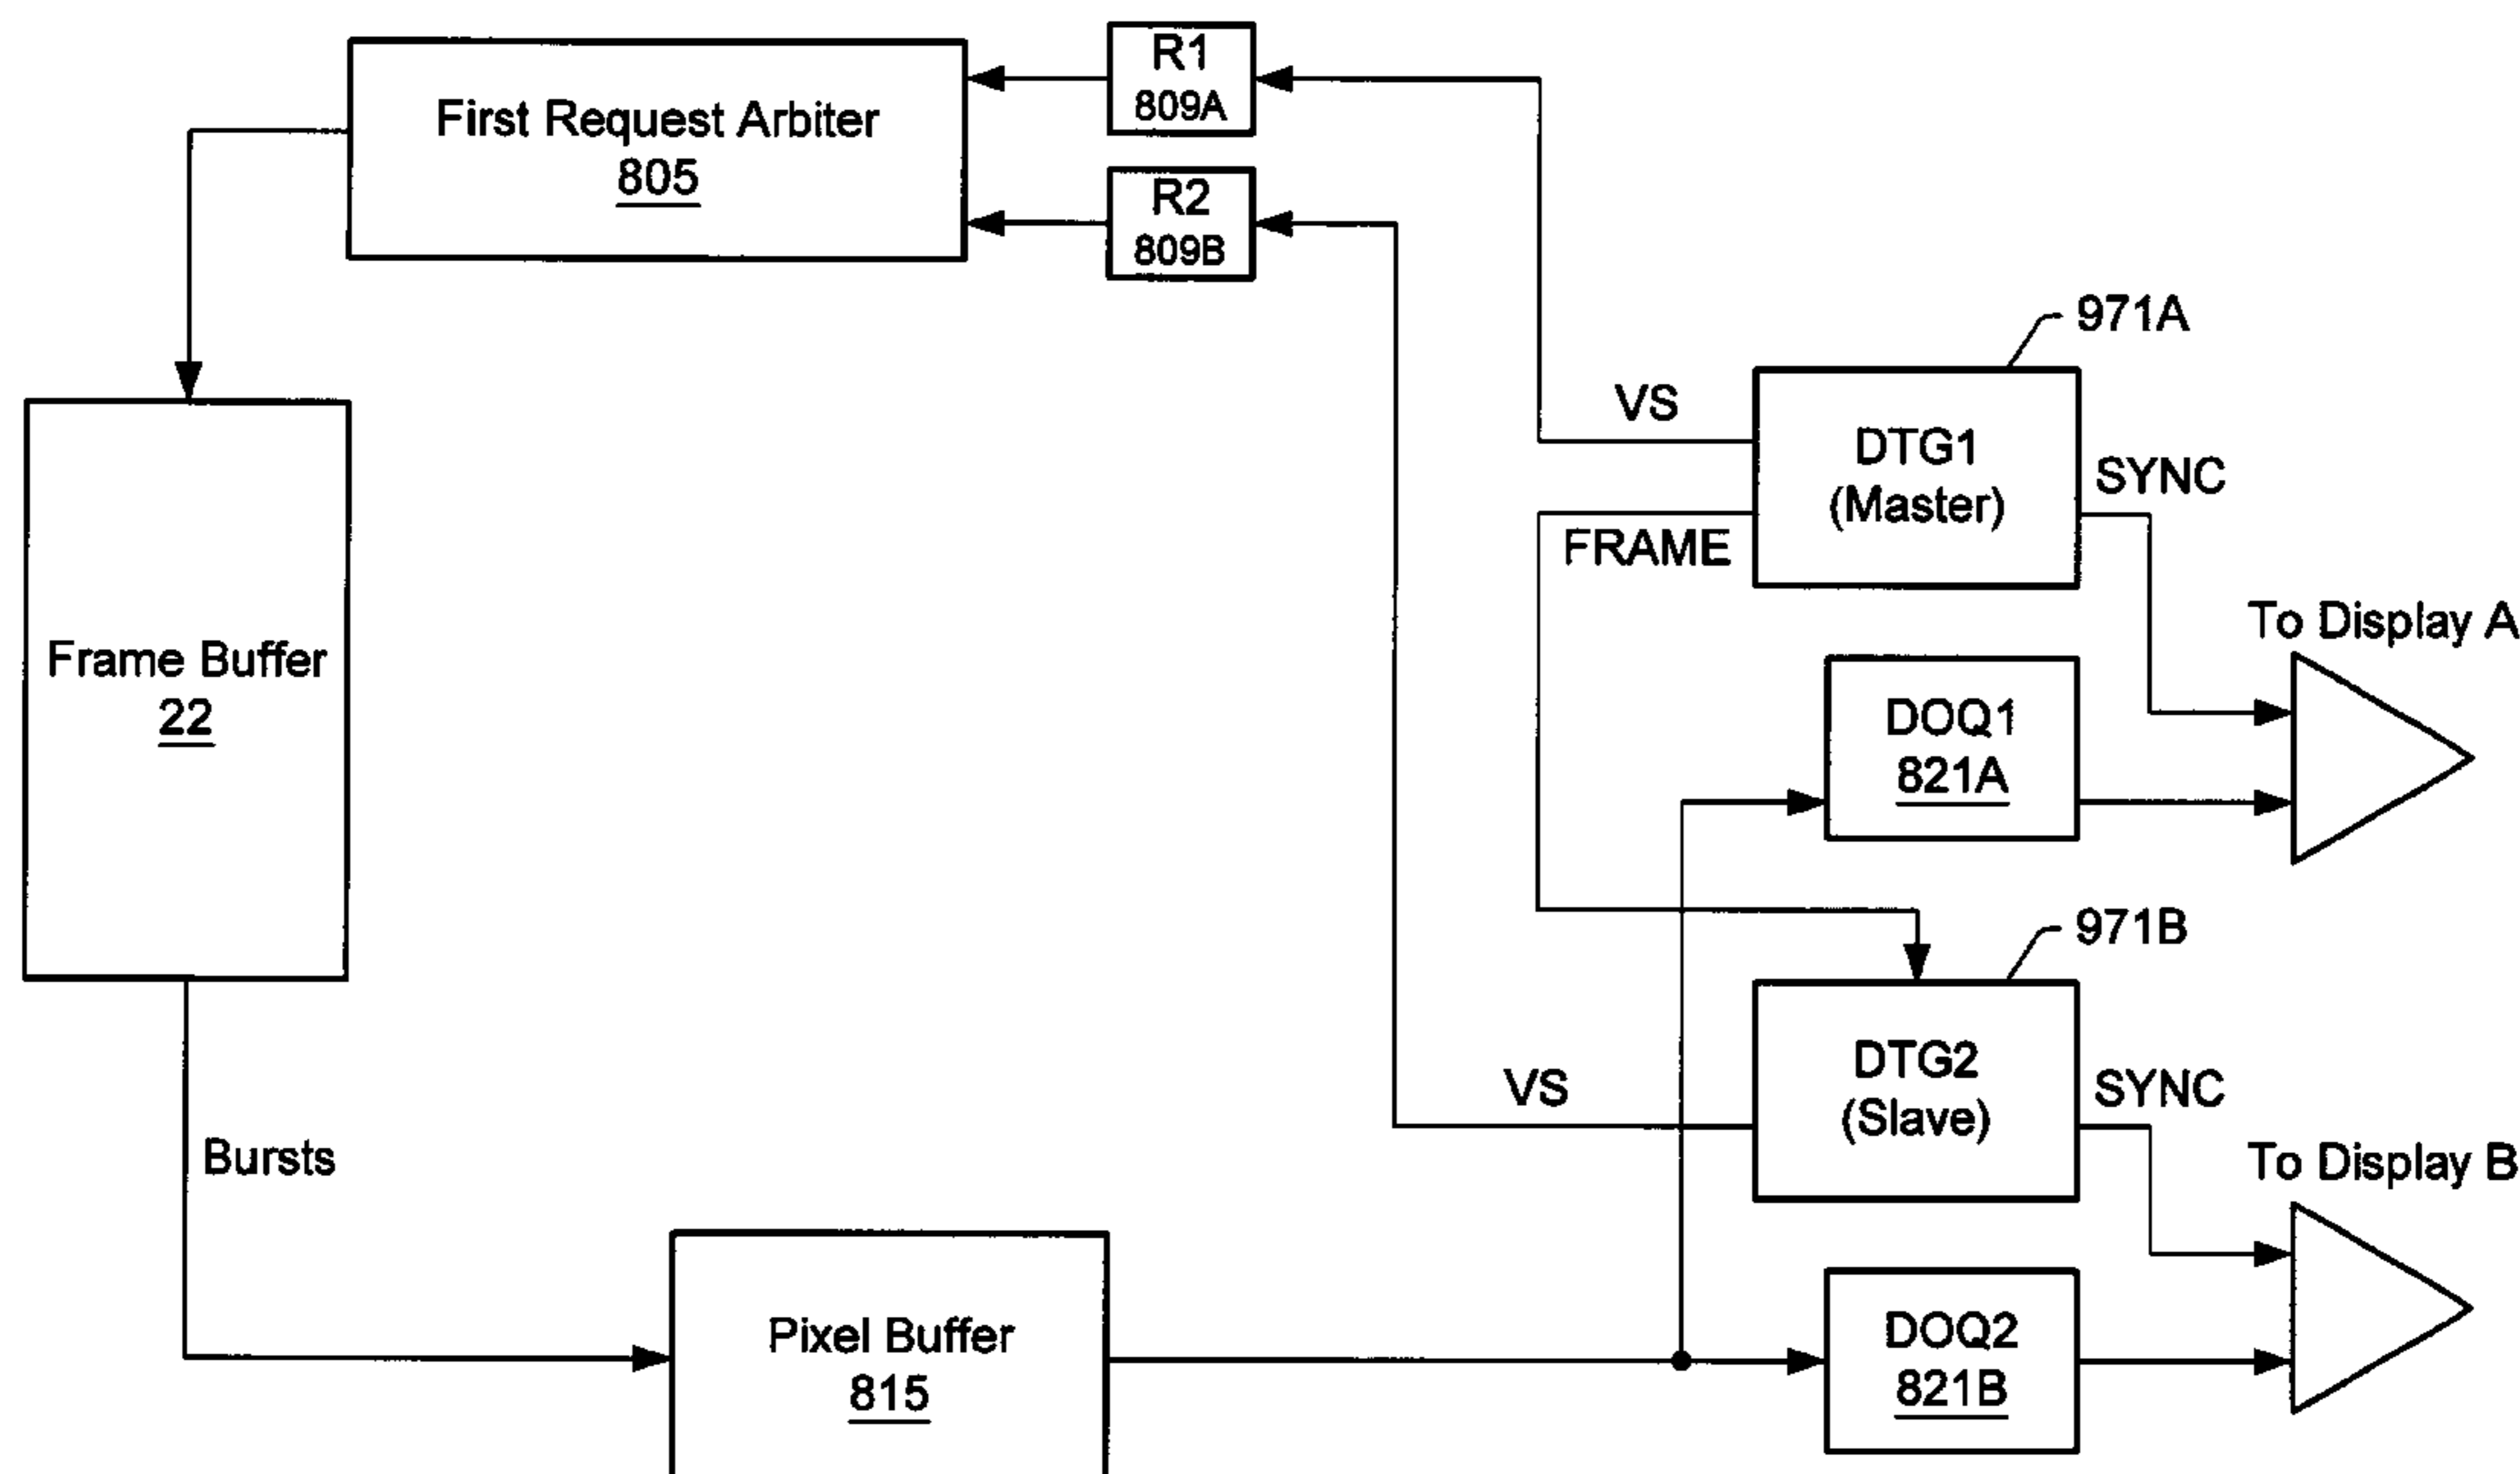 R1
809A
First Request Arbiter
805
R2
809B
971A
VS
DTG1
(Master)
SYNC
FRAME
To Display A
Frame Buffer
22
DOQ1
821A
971B
DTG2
(Slave)
VS
SYNC
Bursts
To Display B
Pixel Buffer
815
DOQ2
821B